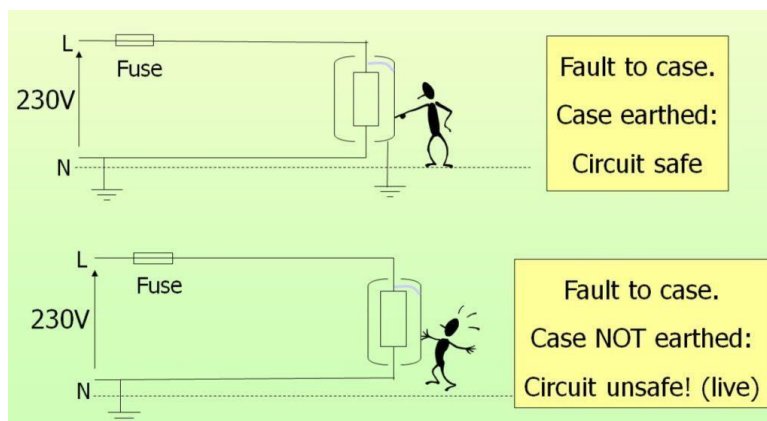 L
Fuse
230V
N
Fault to case.
Case earthed:
Circuit safe
L
Fuse
230V
N
Fault to case.
Case NOT earthed:
Circuit unsafe! (live)